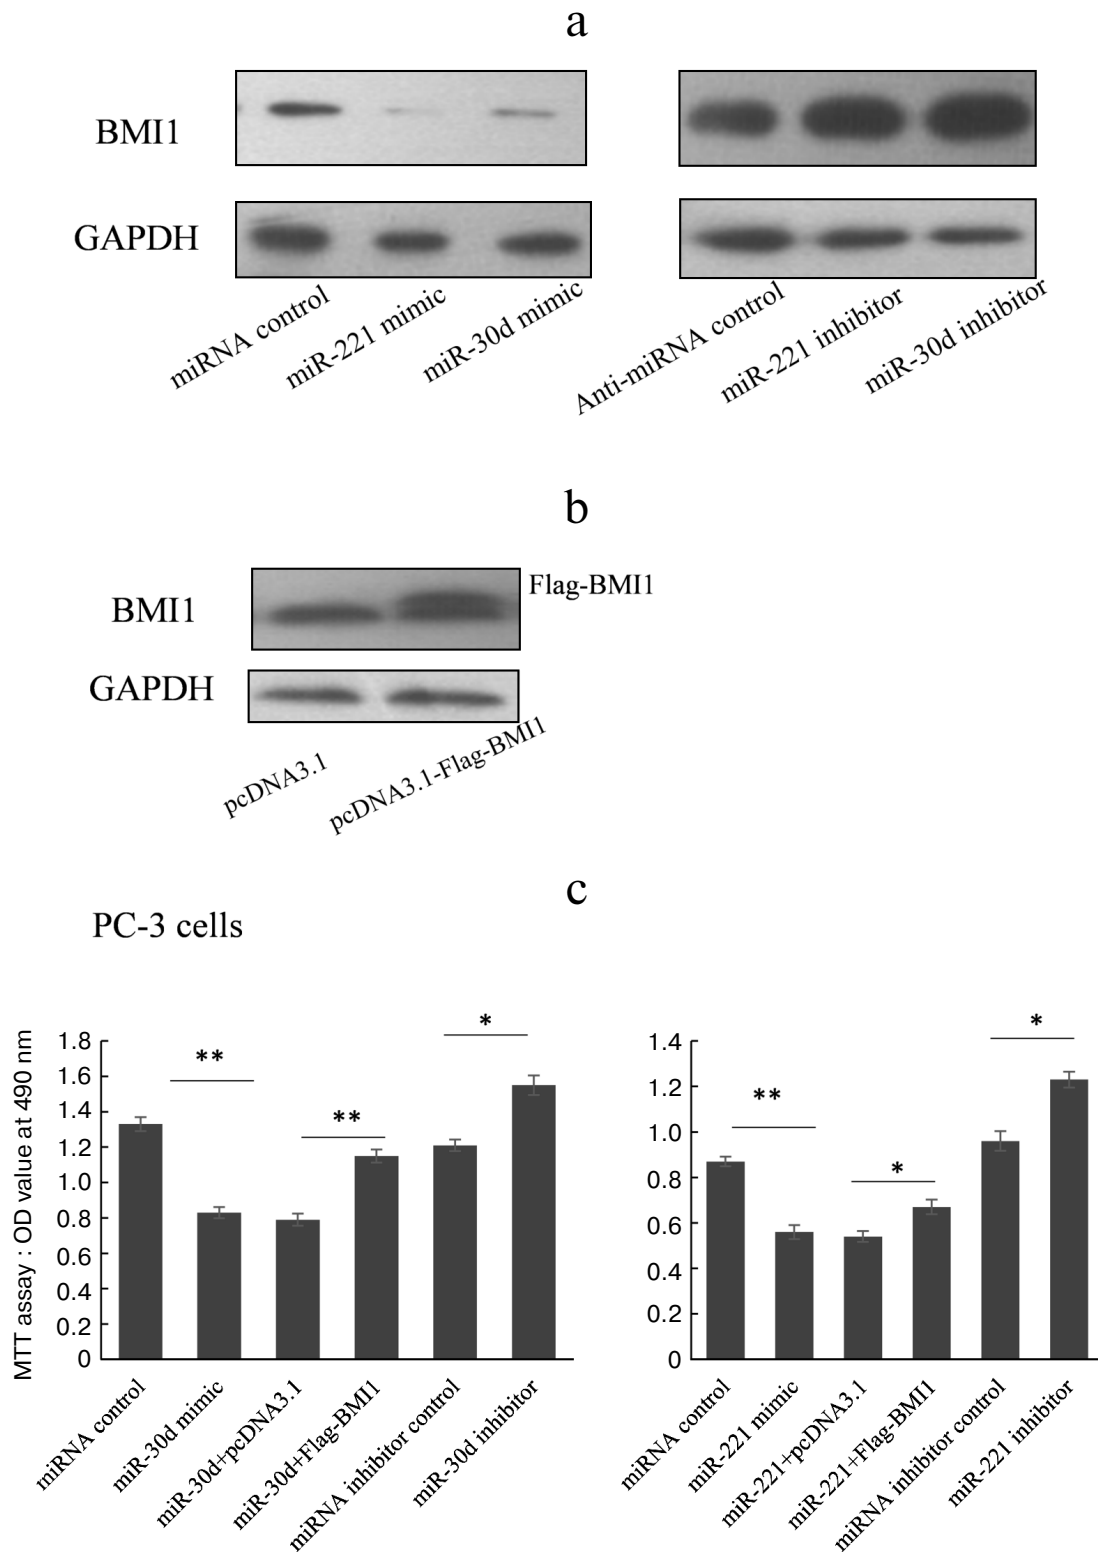 a
BMI1
GAPDH
miRNA control
miR-221 mimic
miR-30d mimic
Anti-miRNA control
miR-221 inhibitor
miR-30d inhibitor
b
BMI1
Flag-BMI1
GAPDH
pcDNA3.1
pcDNA3.1-Flag-BMI1
c
PC-3 cells
MTT assay : OD value at 490 nm
1.8
1.6
1.4
1.2
1.0
0.8
0.6
0.4
0.2
0
**
**
*
miRNA control
miR-30d mimic
miR-30d+pcDNA3.1
miR-30d+Flag-BMI1
miRNA inhibitor control
miR-30d inhibitor
1.4
1.2
1.0
0.8
0.6
0.4
0.2
0
**
*
*
miRNA control
miR-221 mimic
miR-221+pcDNA3.1
miR-221+Flag-BMI1
miRNA inhibitor control
miR-221 inhibitor